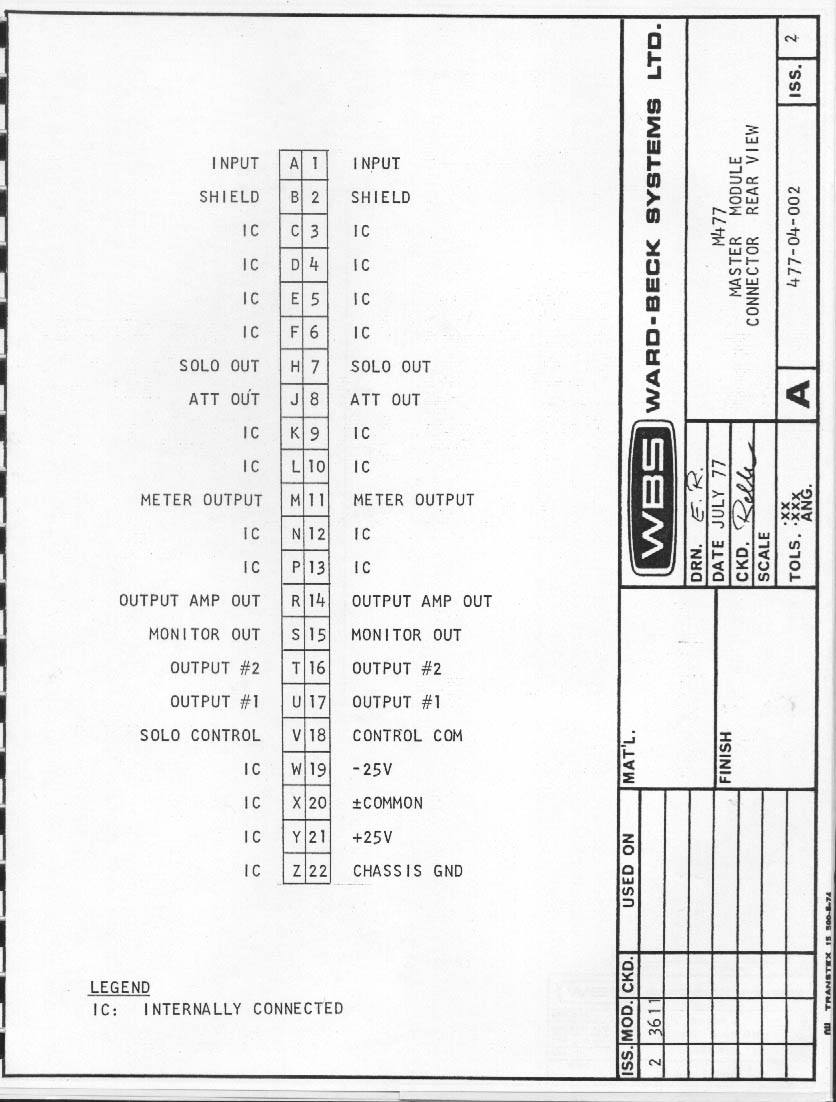 INPUT A 1 INPUT
SHIELD B 2 SHIELD
IC C 3 IC
IC D 4 IC
IC E 5 IC
IC F 6 IC
SOLO OUT H 7 SOLO OUT
ATT OUT J 8 ATT OUT
IC K 9 IC
IC L 10 IC
METER OUTPUT M 11 METER OUTPUT
IC N 12 IC
IC P 13 IC
OUTPUT AMP OUT R 14 OUTPUT AMP OUT
MONITOR OUT S 15 MONITOR OUT
OUTPUT #2 T 16 OUTPUT #2
OUTPUT #1 U 17 OUTPUT #1
SOLO CONTROL V 18 CONTROL COM
IC W 19 -25V
IC X 20 ±COMMON
IC Y 21 +25V
IC Z 22 CHASSIS GND
LEGEND
IC: INTERNALLY CONNECTED
WBS WARD-BECK SYSTEMS LTD.
M477
MASTER MODULE
CONNECTOR REAR VIEW
DRN. E.R.
DATE JULY 77
CKD.
SCALE
TOLS. .XX
.XXX
ANG.
A 477-04-002 ISS. 2
MAT'L.
FINISH
ISS. MOD. CKD. USED ON
2 3611
TRANSTEX 15 500-8-74